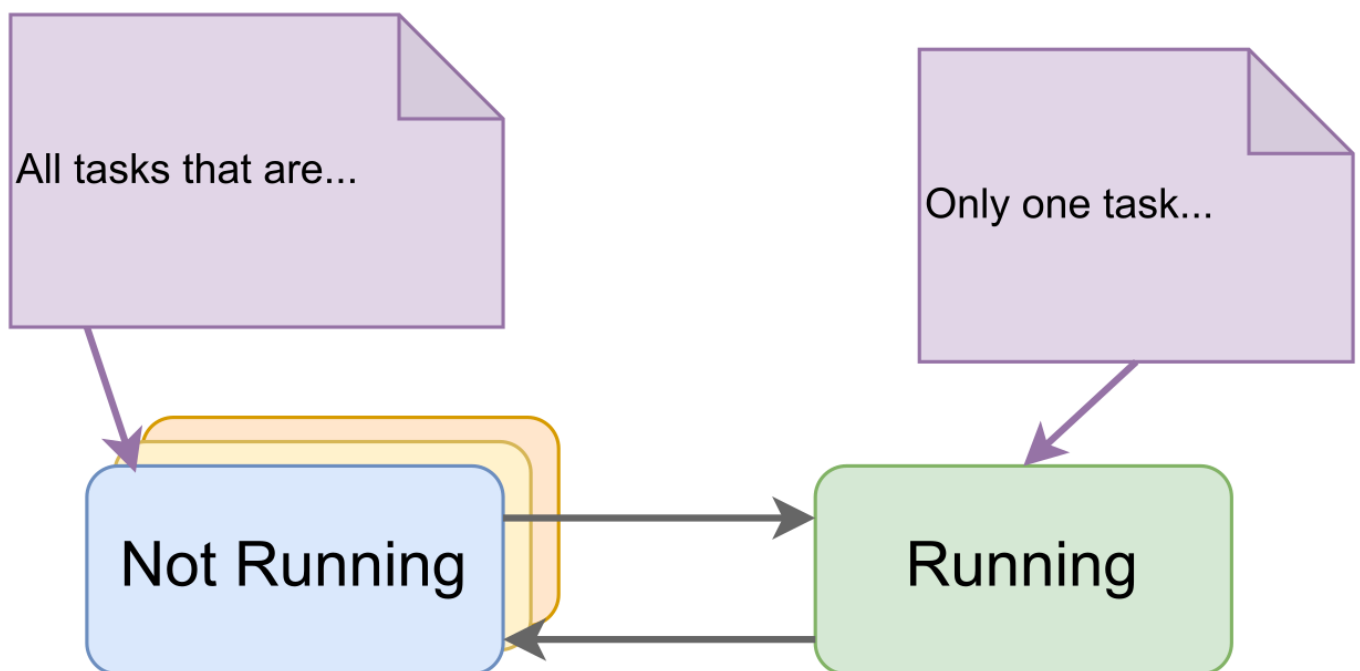 All tasks that are...
Only one task...
Not Running
Running